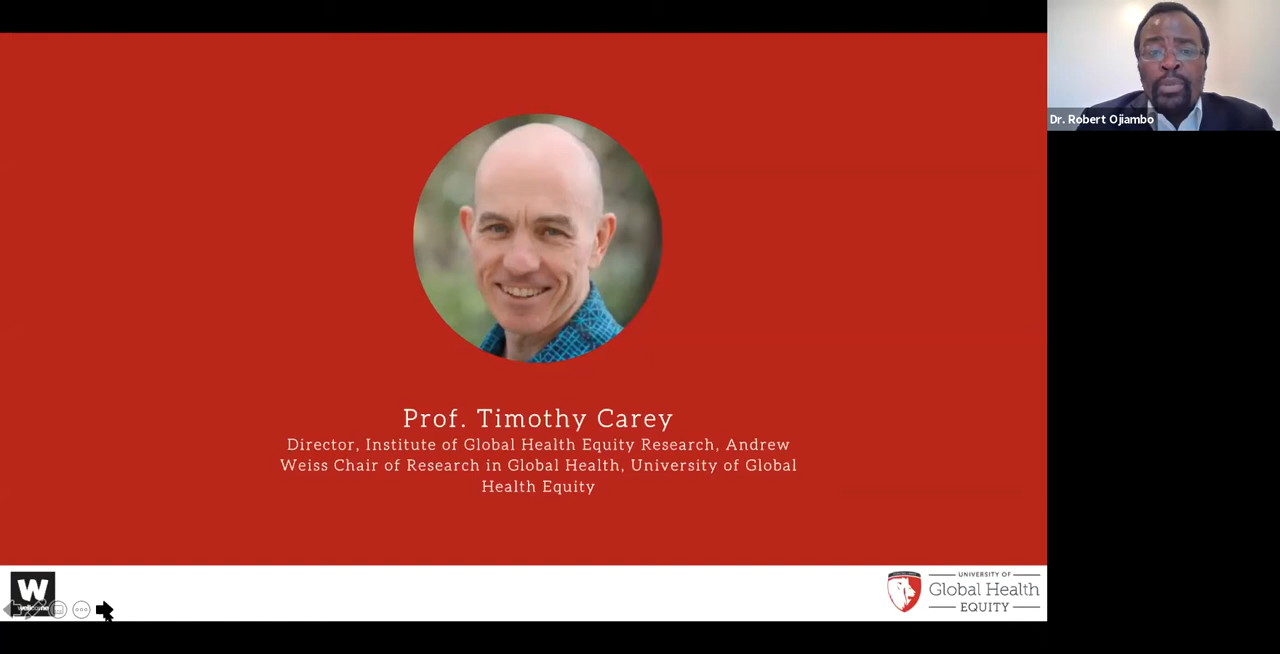 Dr. Robert Ojiambo
Prof. Timothy Carey
Director, Institute of Global Health Equity Research, Andrew
Weiss Chair of Research in Global Health, University of Global
Health Equity
W
UNIVERSITY OF
Global Health
EQUITY